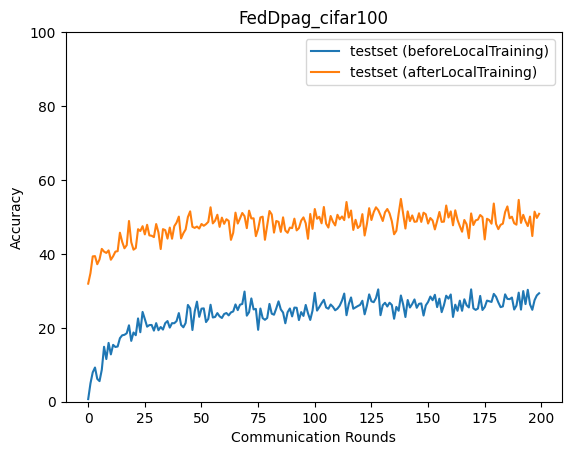 FedDpag_cifar100
100
80
60
40
20
0
Accuracy
testset (beforeLocalTraining)
testset (afterLocalTraining)
0 25 50 75 100 125 150 175 200
Communication Rounds